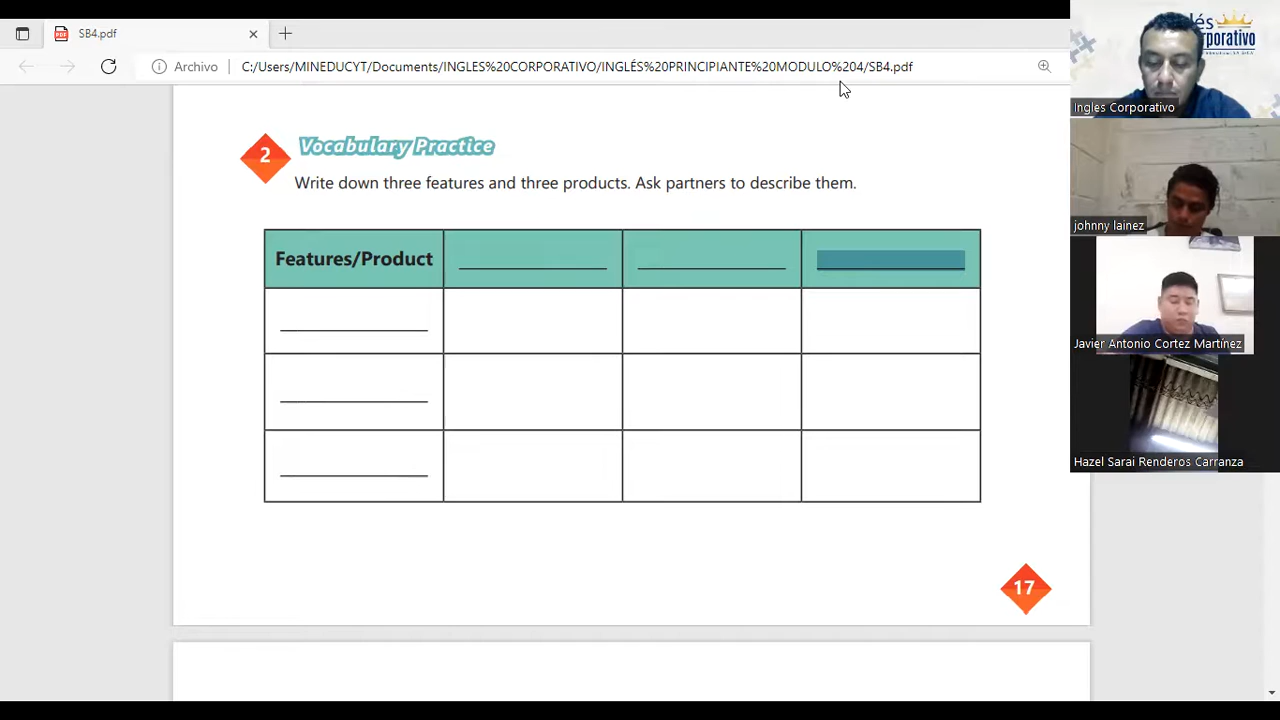 SB4.pdf
Archivo
C:/Users/MINEDUCYT/Documents/INGLES%20CORPORATIVO/INGLÉS%20PRINCIPIANTE%20MODULO%204/SB4.pdf
2
Vocabulary Practice
Write down three features and three products. Ask partners to describe them.
Features/Product
17
Ingles Corporativo
johnny lainez
Javier Antonio Cortez Martínez
Hazel Sarai Renderos Carranza